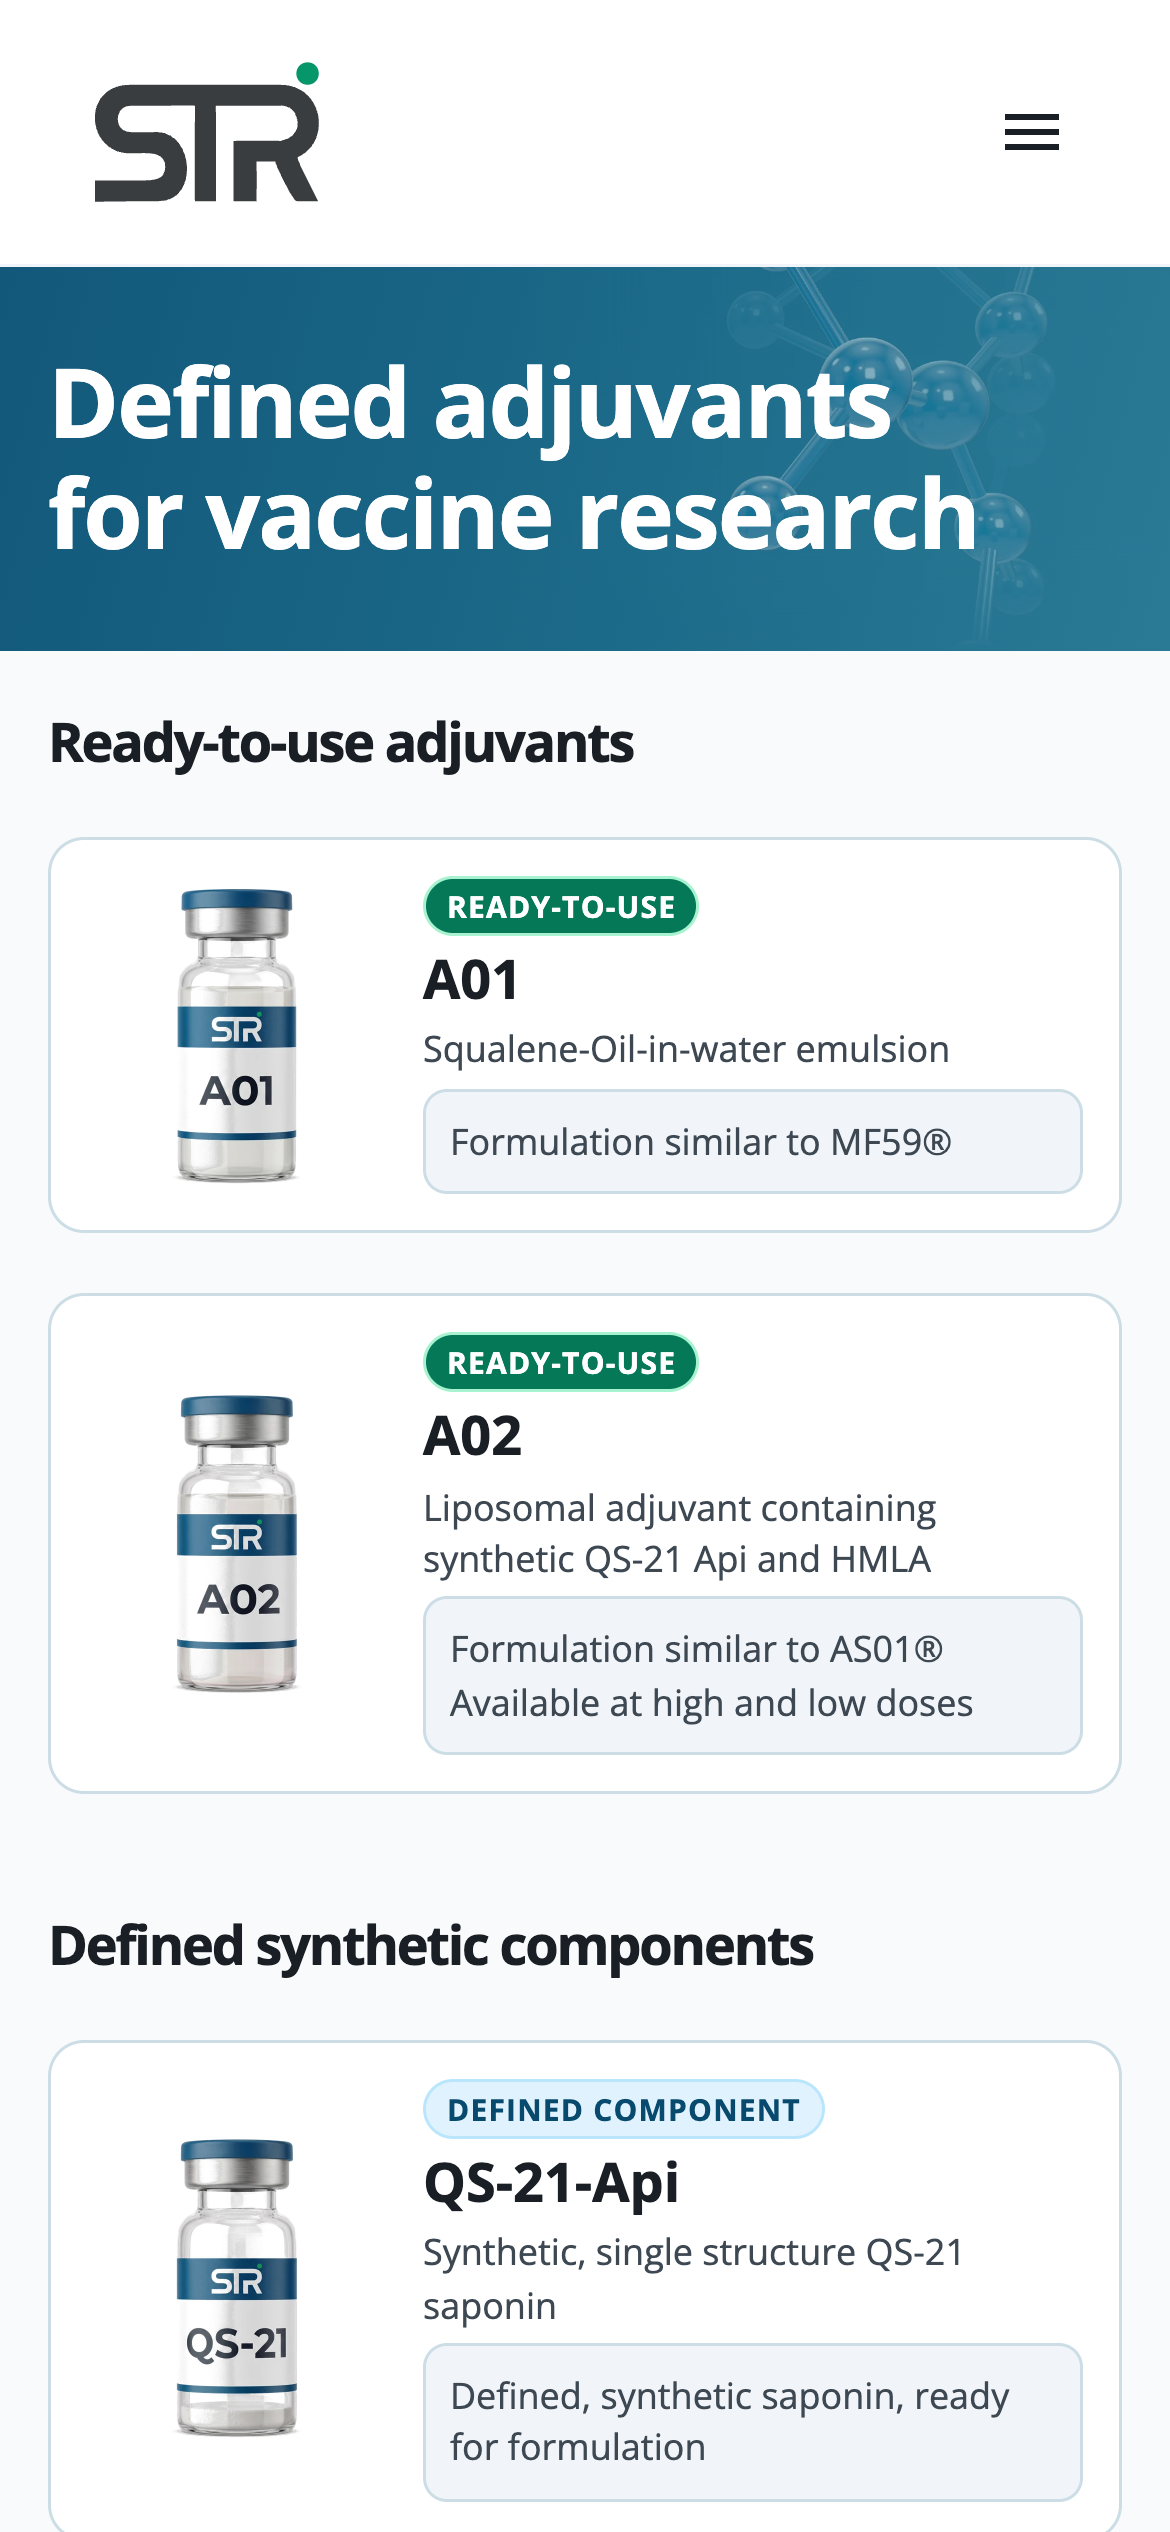 STR
Defined adjuvants
for vaccine research
Ready-to-use adjuvants
READY-TO-USE
A01
Squalene-Oil-in-water emulsion
Formulation similar to MF59®
STR
A01
READY-TO-USE
A02
Liposomal adjuvant containing
synthetic QS-21 Api and HMLA
Formulation similar to AS01®
Available at high and low doses
STR
A02
Defined synthetic components
DEFINED COMPONENT
QS-21-Api
Synthetic, single structure QS-21
saponin
Defined, synthetic saponin, ready
for formulation
STR
QS-21